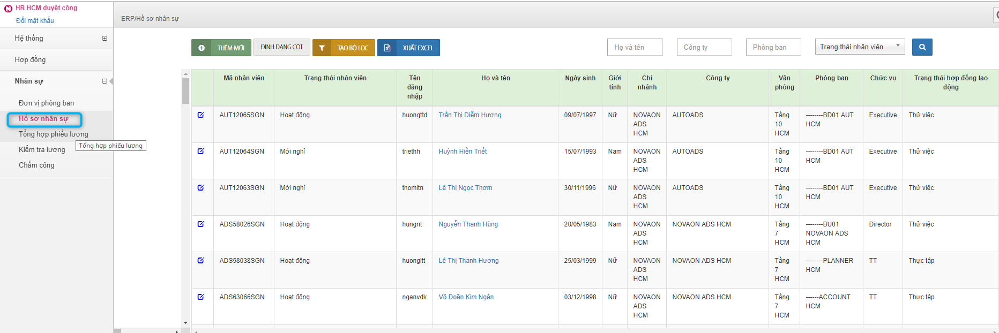 HR HCM duyệt công
Đổi mật khẩu
Hệ thống
Hợp đồng
Nhân sự
Đơn vị phòng ban
Hồ sơ nhân sự
Tổng hợp phiếu lương
Tổng hợp phiếu lương
Kiểm tra lương
Chấm công
ERP/Hồ sơ nhân sự
THÊM MỚI ĐỊNH DẠNG CỘT TẠO BỘ LỌC XUẤT EXCEL Họ và tên Công ty Phòng ban Trạng thái nhân viên
Mã nhân viên Trạng thái nhân viên Tên đăng nhập Họ và tên Ngày sinh Giới tính Chi nhánh Công ty Văn phòng Phòng ban Chức vụ Trạng thái hợp đồng lao động
AUT12065SGN Hoạt động huongttd Trần Thị Diễm Hương 09/07/1997 Nữ NOVAON ADS HCM AUTOADS Tầng 10 HCM --------BD01 AUT HCM Executive Thử việc
AUT12064SGN Mới nghỉ triethh Huỳnh Hiền Triết 15/07/1993 Nam NOVAON ADS HCM AUTOADS Tầng 10 HCM --------BD01 AUT HCM Executive Thử việc
AUT12063SGN Mới nghỉ thomltn Lê Thị Ngọc Thơm 30/11/1996 Nữ NOVAON ADS HCM AUTOADS Tầng 10 HCM --------BD01 AUT HCM Executive Thử việc
ADS58026SGN Hoạt động hungnt Nguyễn Thanh Hùng 20/05/1983 Nam NOVAON ADS HCM NOVAON ADS HCM Tầng 7 HCM --------BU01 NOVAON ADS HCM Director Thử việc
ADS58038SGN Hoạt động huongltt Lê Thị Thanh Hương 25/03/1999 Nữ NOVAON ADS HCM NOVAON ADS HCM Tầng 7 HCM --------PLANNER HCM TT Thực tập
ADS63066SGN Hoạt động nganvdk Võ Doãn Kim Ngân 03/12/1998 Nữ NOVAON ADS HCM NOVAON ADS HCM Tầng 7 HCM ------ACCOUNT HCM TT Thực tập